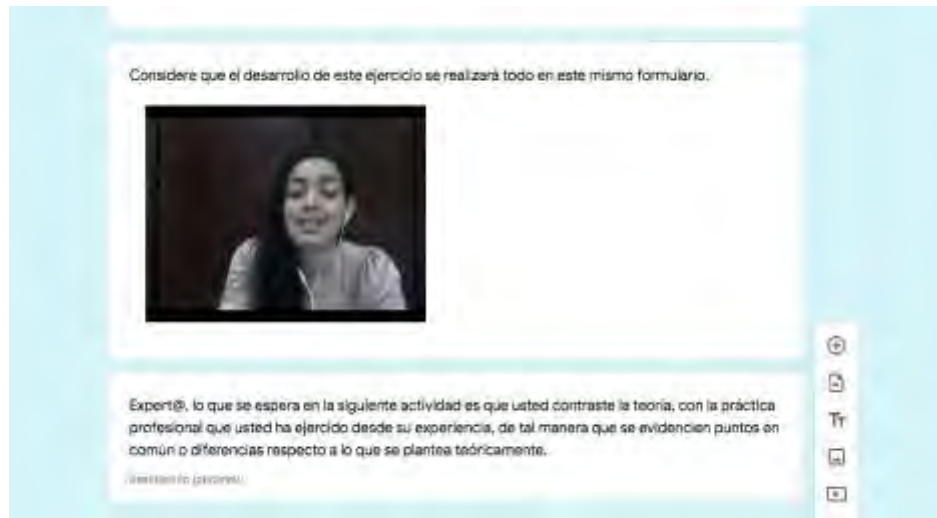 Considere que el desarrollo de este ejercicio se realizará todo en este mismo formulario.
Expert@, lo que se espera en la siguiente actividad es que usted contraste la teoría, con la práctica
profesional que usted ha ejercido desde su experiencia, de tal manera que se evidencien puntos en
común o diferencias respecto a lo que se plantea teóricamente.
Tr